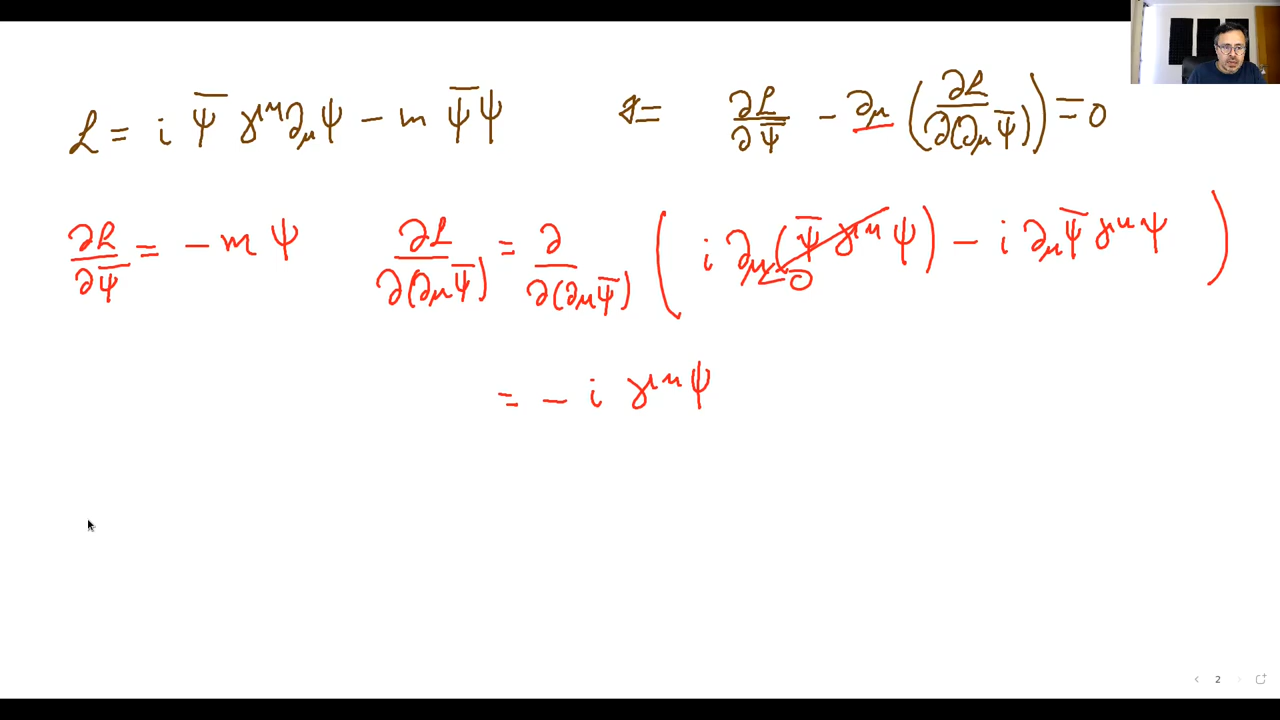 ℒ = i ψ̄ γ^μ ∂_μ ψ − m ψ̄ ψ ∂ℒ/∂ψ̄ − ∂_μ (∂ℒ/∂(∂_μ ψ̄)) = 0
∂ℒ/∂ψ̄ = − m ψ ∂ℒ/∂(∂_μ ψ̄) = ∂/∂(∂_μ ψ̄) ( i ∂_μ (ψ̄ γ^μ ψ) − i ∂_μ ψ̄ γ^μ ψ )
0
= − i γ^μ ψ
2